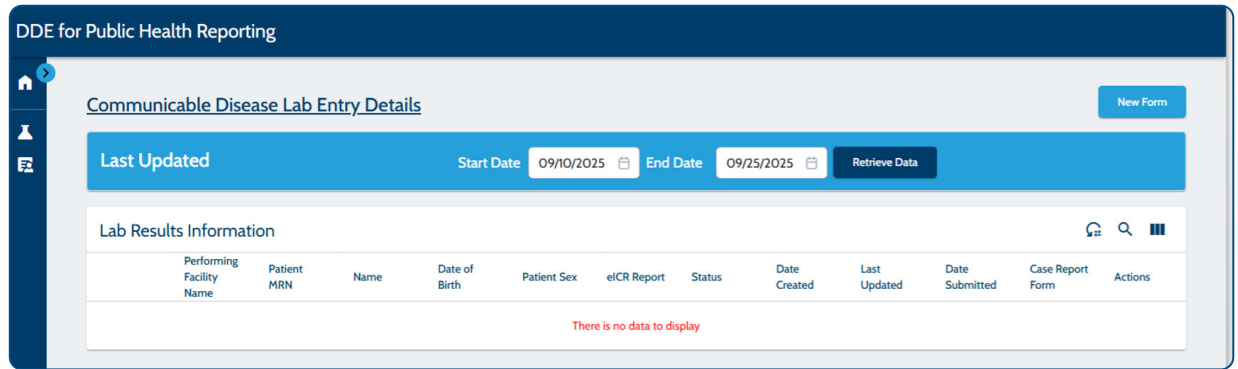 DDE for Public Health Reporting
Communicable Disease Lab Entry Details
New Form
Last Updated
Start Date 09/10/2025 End Date 09/25/2025 Retrieve Data
Lab Results Information
Performing Facility Name Patient MRN Name Date of Birth Patient Sex eICR Report Status Date Created Last Updated Date Submitted Case Report Form Actions
There is no data to display